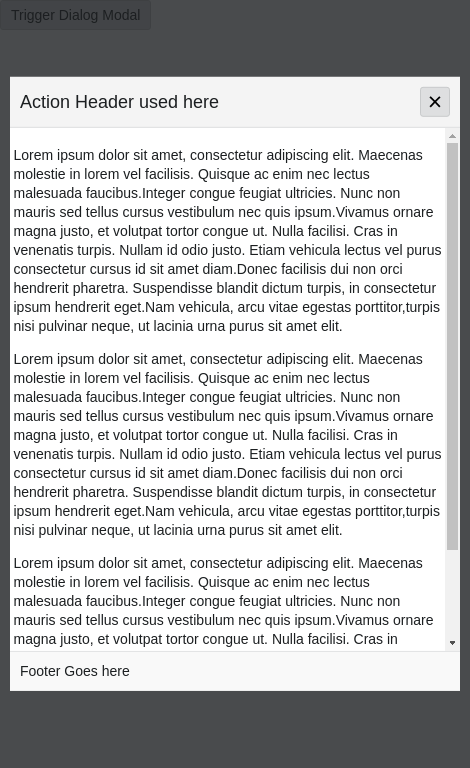 Trigger Dialog Modal
Action Header used here
Lorem ipsum dolor sit amet, consectetur adipiscing elit. Maecenas
molestie in lorem vel facilisis. Quisque ac enim nec lectus
malesuada faucibus.Integer congue feugiat ultricies. Nunc non
mauris sed tellus cursus vestibulum nec quis ipsum.Vivamus ornare
magna justo, et volutpat tortor congue ut. Nulla facilisi. Cras in
venenatis turpis. Nullam id odio justo. Etiam vehicula lectus vel purus
consectetur cursus id sit amet diam.Donec facilisis dui non orci
hendrerit pharetra. Suspendisse blandit dictum turpis, in consectetur
ipsum hendrerit eget.Nam vehicula, arcu vitae egestas porttitor,turpis
nisi pulvinar neque, ut lacinia urna purus sit amet elit.
Lorem ipsum dolor sit amet, consectetur adipiscing elit. Maecenas
molestie in lorem vel facilisis. Quisque ac enim nec lectus
malesuada faucibus.Integer congue feugiat ultricies. Nunc non
mauris sed tellus cursus vestibulum nec quis ipsum.Vivamus ornare
magna justo, et volutpat tortor congue ut. Nulla facilisi. Cras in
venenatis turpis. Nullam id odio justo. Etiam vehicula lectus vel purus
consectetur cursus id sit amet diam.Donec facilisis dui non orci
hendrerit pharetra. Suspendisse blandit dictum turpis, in consectetur
ipsum hendrerit eget.Nam vehicula, arcu vitae egestas porttitor,turpis
nisi pulvinar neque, ut lacinia urna purus sit amet elit.
Lorem ipsum dolor sit amet, consectetur adipiscing elit. Maecenas
molestie in lorem vel facilisis. Quisque ac enim nec lectus
malesuada faucibus.Integer congue feugiat ultricies. Nunc non
mauris sed tellus cursus vestibulum nec quis ipsum.Vivamus ornare
magna justo, et volutpat tortor congue ut. Nulla facilisi. Cras in
Footer Goes here